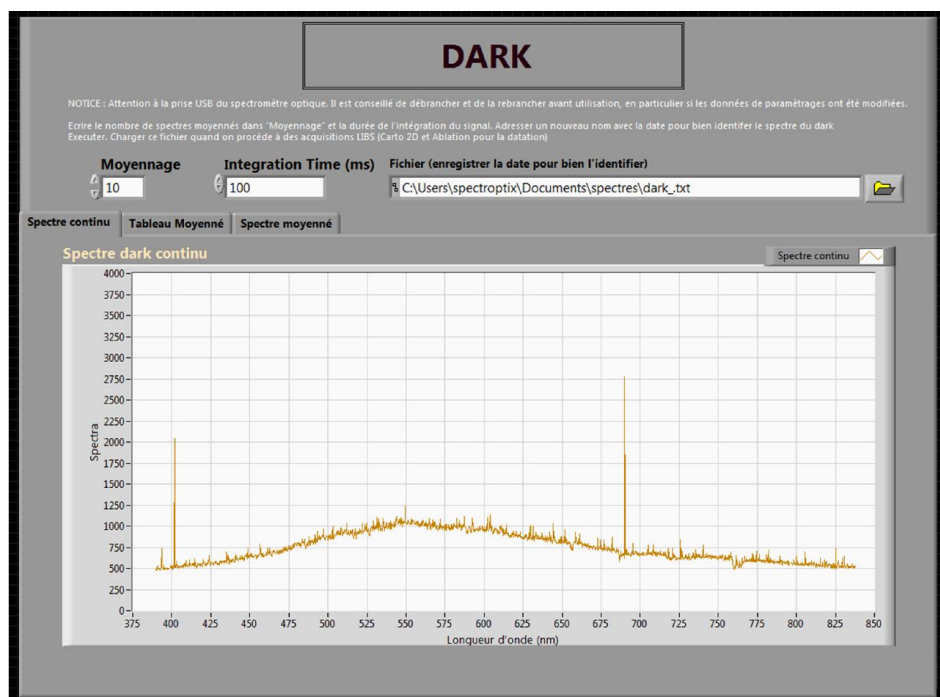 DARK
NOTICE : Attention à la prise USB du spectromètre optique. Il est conseillé de débrancher et de la rebrancher avant utilisation, en particulier si les données de paramètrages ont été modifiées.
Ecrire le nombre de spectres moyennés dans "Moyennage" et la durée de l'intégration du signal. Adresser un nouveau nom avec la date pour bien identifer le spectre du dark
Executer. Charger ce fichier quand on procède à des acquisitions LIBS (Carto 2D et Ablation pour la datation)
Moyennage Integration Time (ms) Fichier (enregistrer la date pour bien l'identifier)
10 100 C:\Users\spectroptix\Documents\spectres\dark_.txt
Spectre continu Tableau Moyenné Spectre moyenné
Spectre dark continu Spectre continu
4000
3750
3500
3250
3000
2750
2500
2250
2000
1750
1500
1250
1000
750
500
250
0
Spectra
375 400 425 450 475 500 525 550 575 600 625 650 675 700 725 750 775 800 825 850
Longueur d'onde (nm)